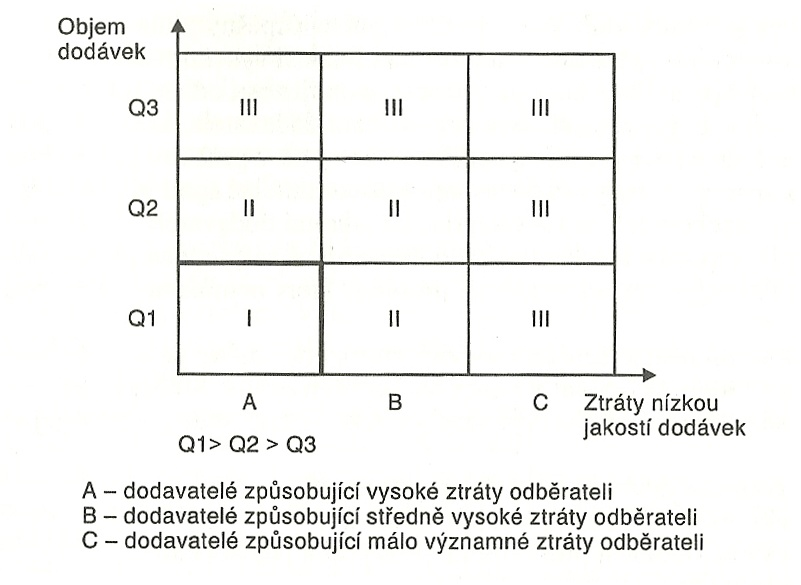 Objem
dodávek
Q3 III III III
Q2 II II III
Q1 I II III
A B C Ztráty nízkou
jakostí dodávek
Q1> Q2 > Q3
A – dodavatelé způsobující vysoké ztráty odběrateli
B – dodavatelé způsobující středně vysoké ztráty odběrateli
C – dodavatelé způsobující málo významné ztráty odběrateli